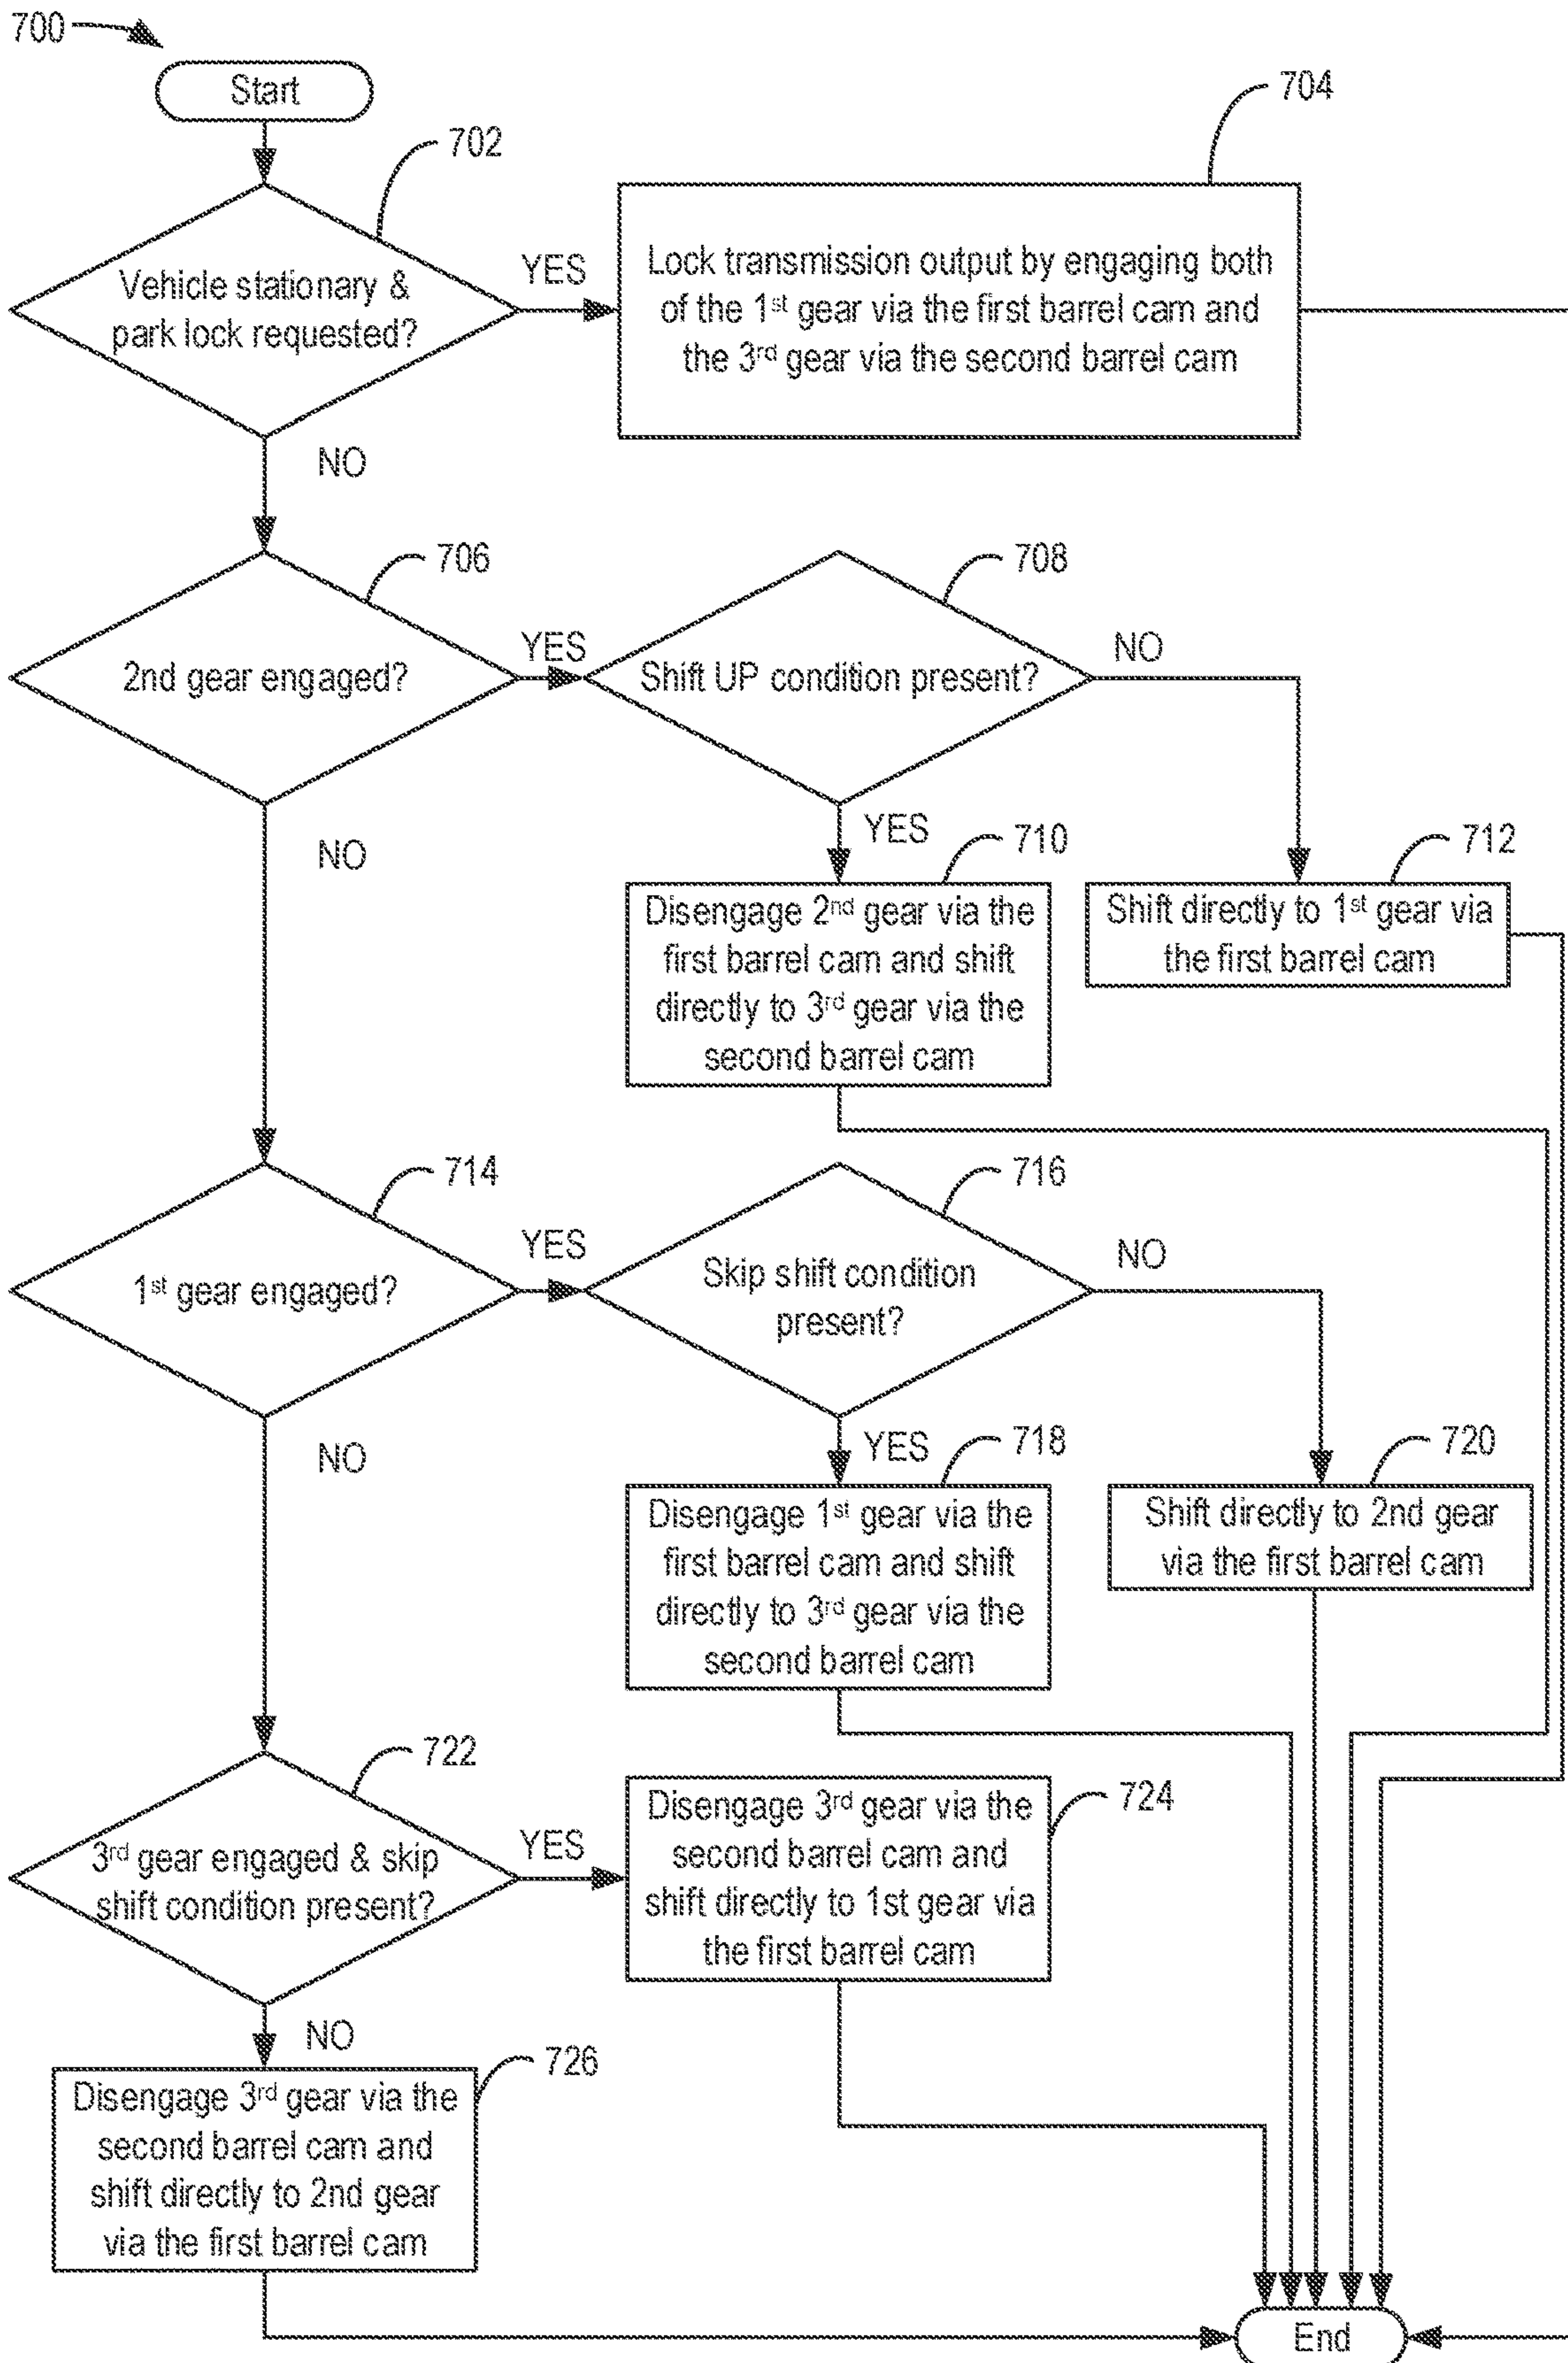 700
Start
702
704
Vehicle stationary &
park lock requested?
YES
Lock transmission output by engaging both
of the 1st gear via the first barrel cam and
the 3rd gear via the second barrel cam
NO
706
708
2nd gear engaged?
YES
Shift UP condition present?
NO
NO
YES
710
712
Disengage 2nd gear via the
first barrel cam and shift
directly to 3rd gear via the
second barrel cam
Shift directly to 1st gear via
the first barrel cam
714
716
1st gear engaged?
YES
Skip shift condition
present?
NO
NO
YES
718
720
Disengage 1st gear via the
first barrel cam and shift
directly to 3rd gear via the
second barrel cam
Shift directly to 2nd gear
via the first barrel cam
722
724
3rd gear engaged & skip
shift condition present?
YES
Disengage 3rd gear via the
second barrel cam and
shift directly to 1st gear via
the first barrel cam
NO
726
Disengage 3rd gear via the
second barrel cam and
shift directly to 2nd gear
via the first barrel cam
End